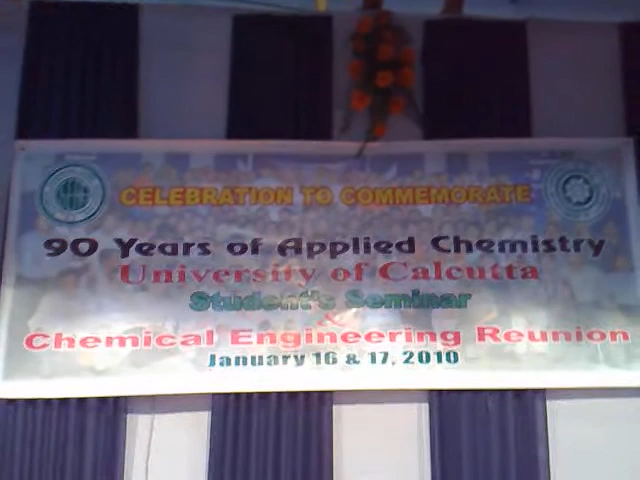 CELEBRATION TO COMMEMORATE
90 Years of Applied Chemistry
University of Calcutta
Student's Seminar
&
Chemical Engineering Reunion
January 16 & 17, 2010